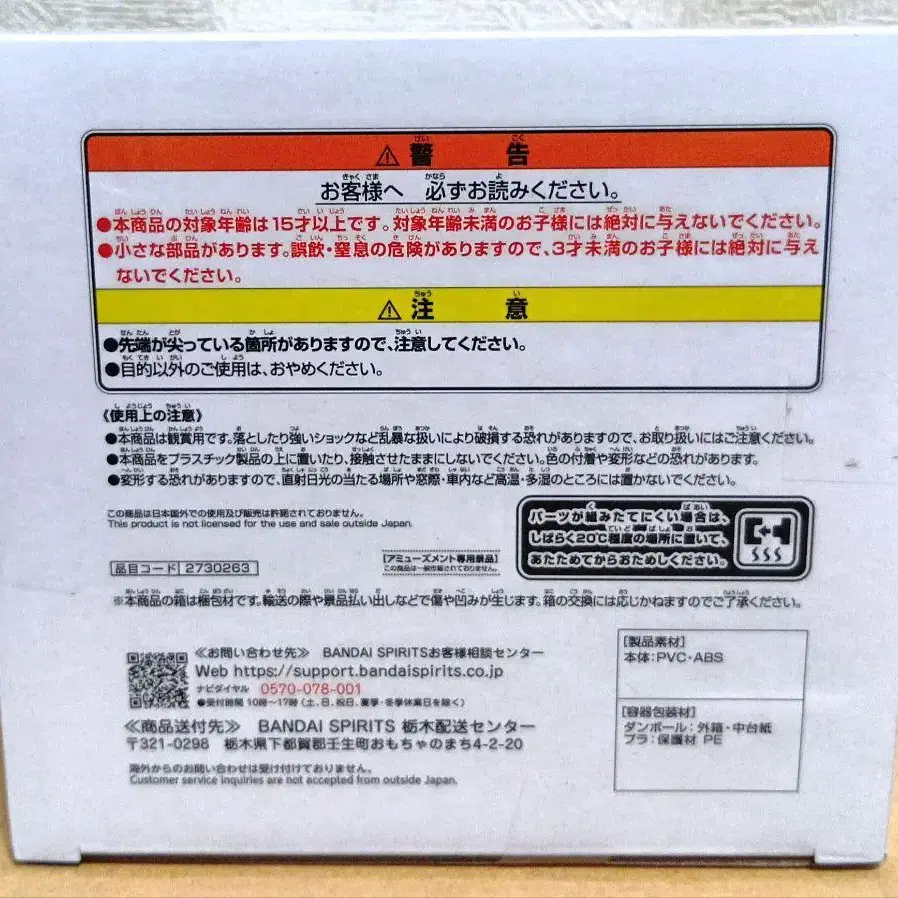 ⚠警告
お客様へ 必ずお読みください。
●本商品の対象年齢は15才以上です。対象年齢未満のお子様には絶対に与えないでください。
●小さな部品があります。誤飲・窒息の危険がありますので、3才未満のお子様には絶対に与え
ないでください。
⚠注意
●先端が尖っている箇所がありますので、注意してください。
●目的以外のご使用は、おやめください。
《使用上の注意》
●本商品は観賞用です。落としたり強いショックなど乱暴な扱いにより破損する恐れがありますので、お取り扱いにはご注意ください。
●本商品をプラスチック製品の上に置いたり、接触させたままにしないでください。色の付着や変形などの恐れがあります。
●変形する恐れがありますので、直射日光の当たる場所や窓際・車内など高温・多湿のところには置かないでください。
この商品は日本国外での使用及び販売は許諾されておりません。
This product is not licensed for the use and sale outside Japan.
パーツが組みたてにくい場合は、
しばらく20℃程度の場所に置いて、
あたためてからおためしください。
品目コード 2730263
【アミューズメント専用景品】
この商品は一般販売されておりません。
※本商品の箱は梱包材です。輸送の際や景品払い出しなどで傷や凹みが生じます。箱の交換には応じかねますのでご了承ください。
≪お問い合わせ先≫ BANDAI SPIRITSお客様相談センター
Web https://support.bandaispirits.co.jp
ナビダイヤル 0570-078-001
●受付時間 10時〜17時 (土、日、祝日、夏季・冬季休業日を除く)
≪商品送付先≫ BANDAI SPIRITS 栃木配送センター
〒321-0298 栃木県下都賀郡壬生町おもちゃのまち4-2-20
海外からのお問い合わせは受け付けておりません。
Customer service inquiries are not accepted from outside Japan.
【製品素材】
本体:PVC・ABS
【容器包装材】
ダンボール:外箱・中台紙
プラ:保護材 PE